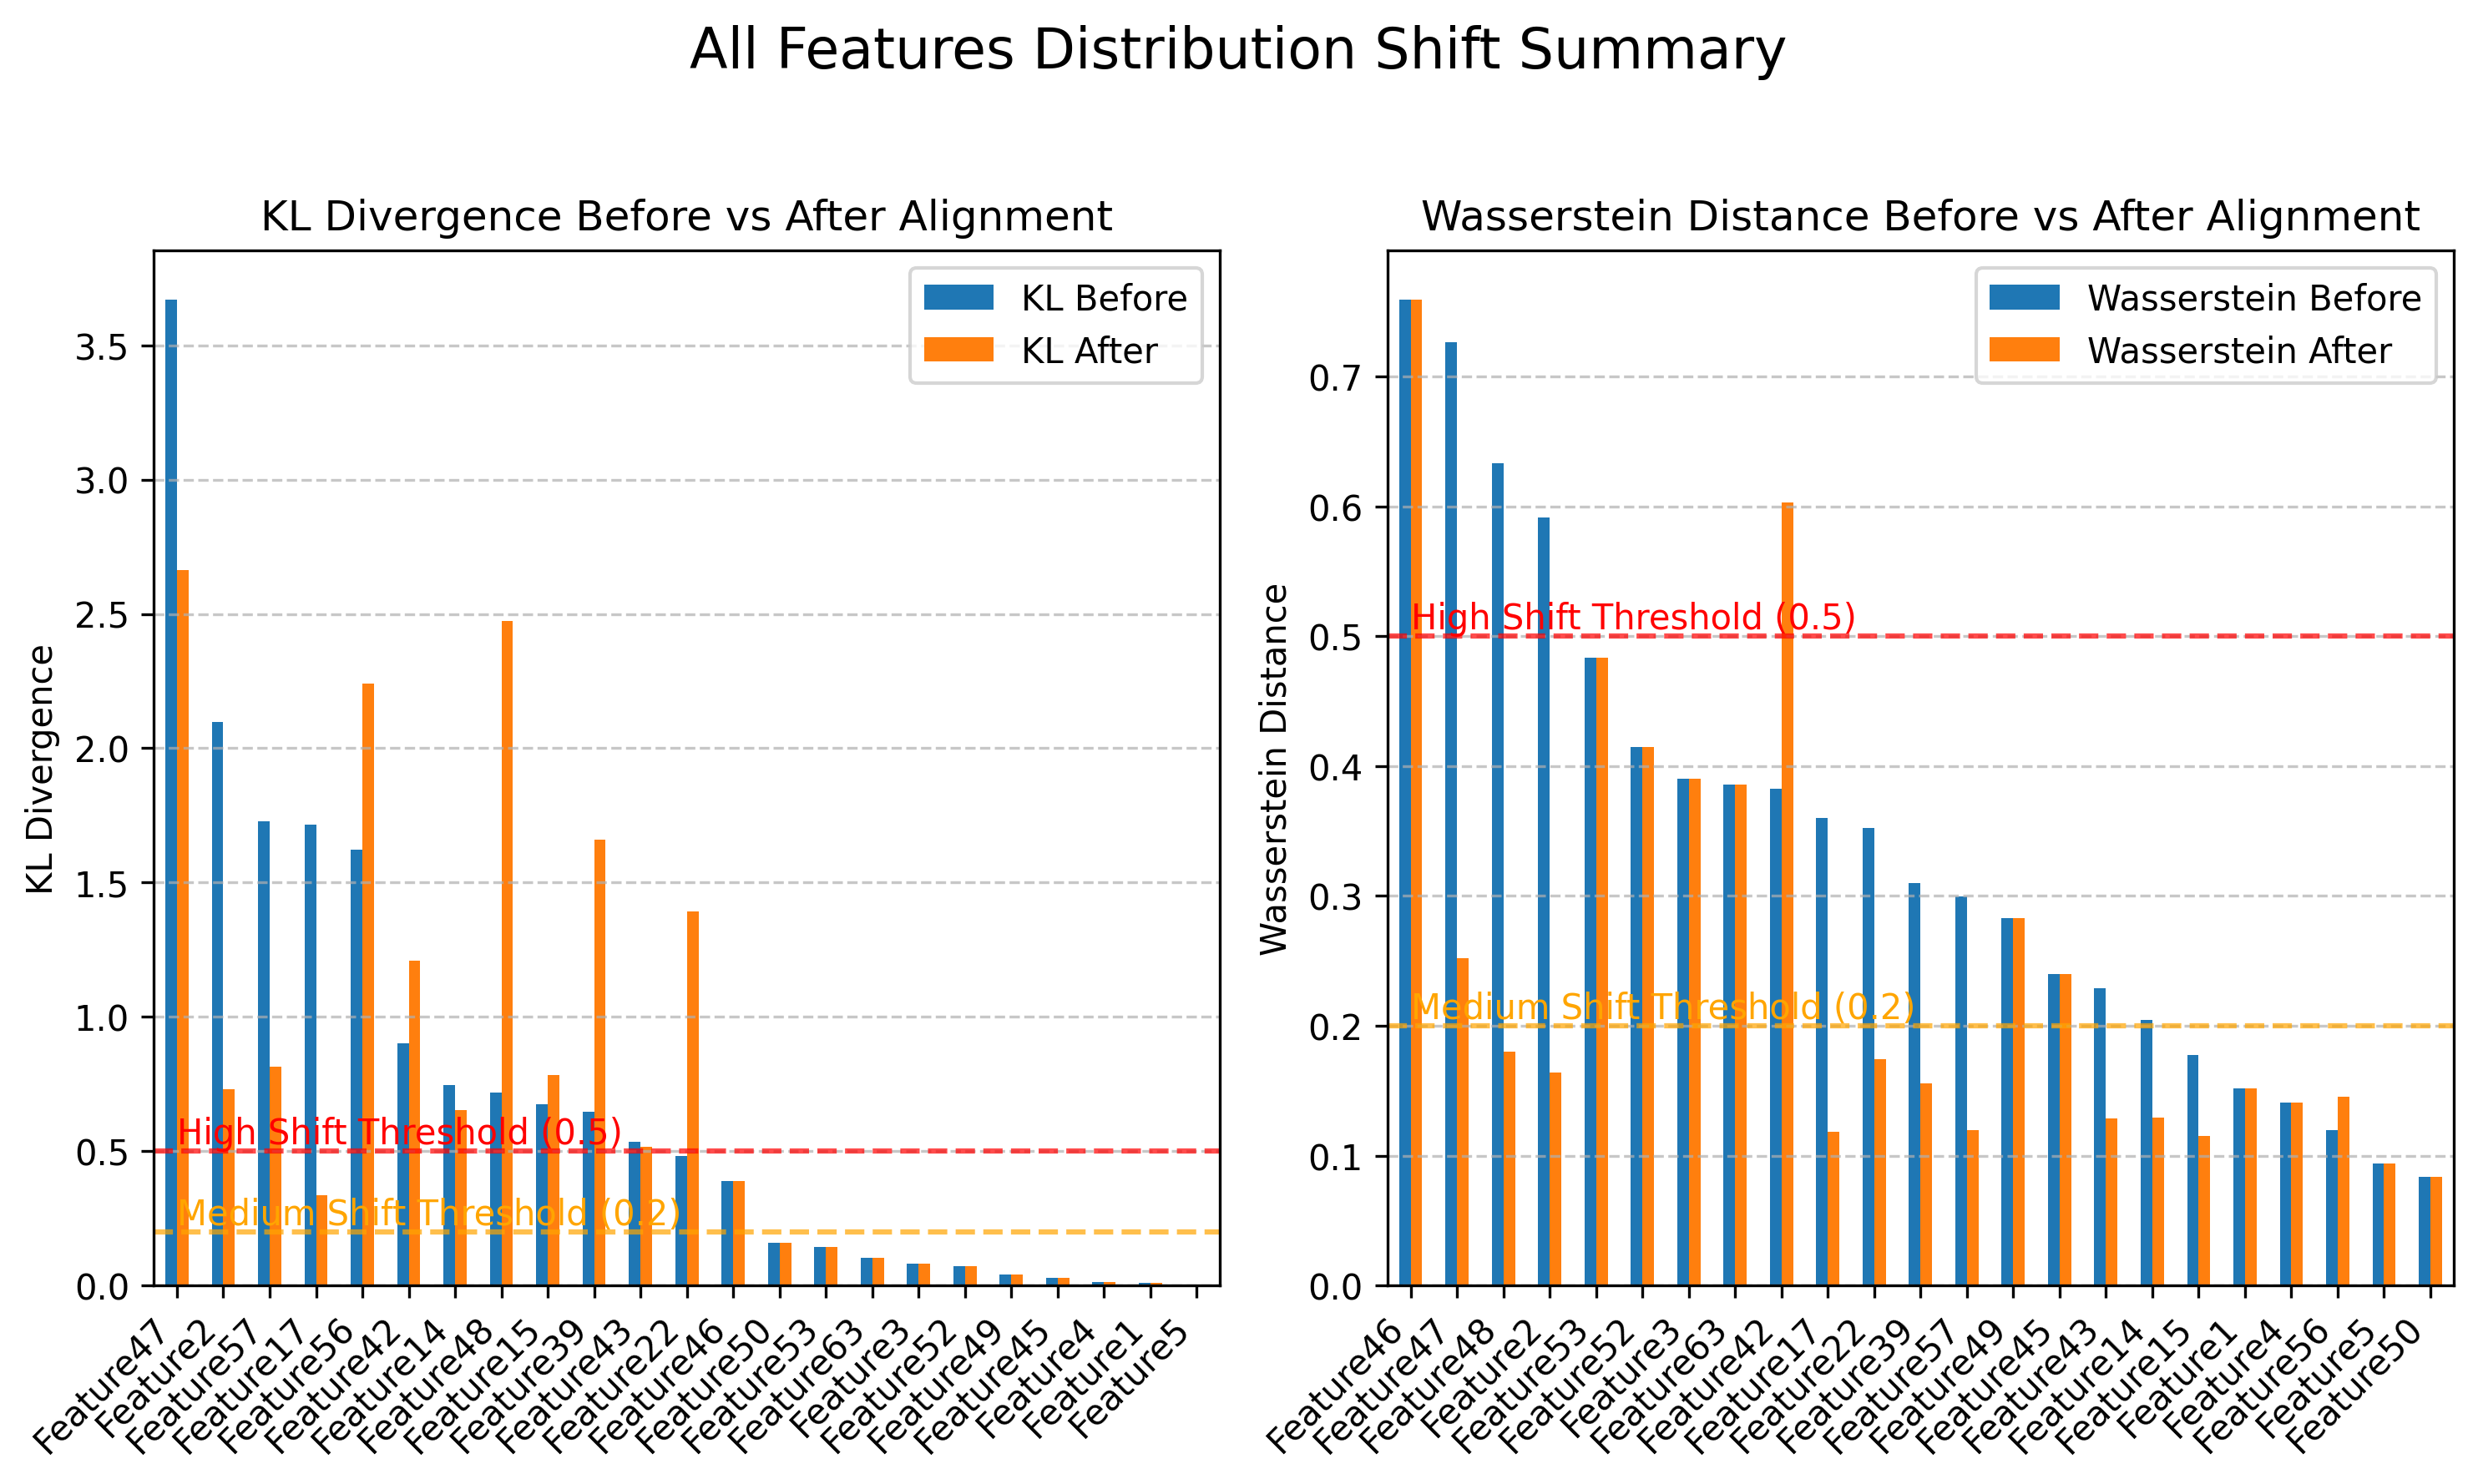 All Features Distribution Shift Summary
KL Divergence Before vs After Alignment
KL Divergence
3.5
3.0
2.5
2.0
1.5
1.0
0.5
0.0
KL Before
KL After
High Shift Threshold (0.5)
Medium Shift Threshold (0.2)
Feature47
Feature2
Feature57
Feature17
Feature56
Feature42
Feature14
Feature48
Feature15
Feature39
Feature43
Feature22
Feature46
Feature50
Feature53
Feature63
Feature3
Feature52
Feature49
Feature45
Feature4
Feature1
Feature5
Wasserstein Distance Before vs After Alignment
Wasserstein Distance
0.7
0.6
0.5
0.4
0.3
0.2
0.1
0.0
Wasserstein Before
Wasserstein After
High Shift Threshold (0.5)
Medium Shift Threshold (0.2)
Feature46
Feature47
Feature48
Feature2
Feature53
Feature52
Feature3
Feature63
Feature42
Feature17
Feature22
Feature39
Feature57
Feature49
Feature45
Feature43
Feature14
Feature15
Feature1
Feature4
Feature56
Feature5
Feature50